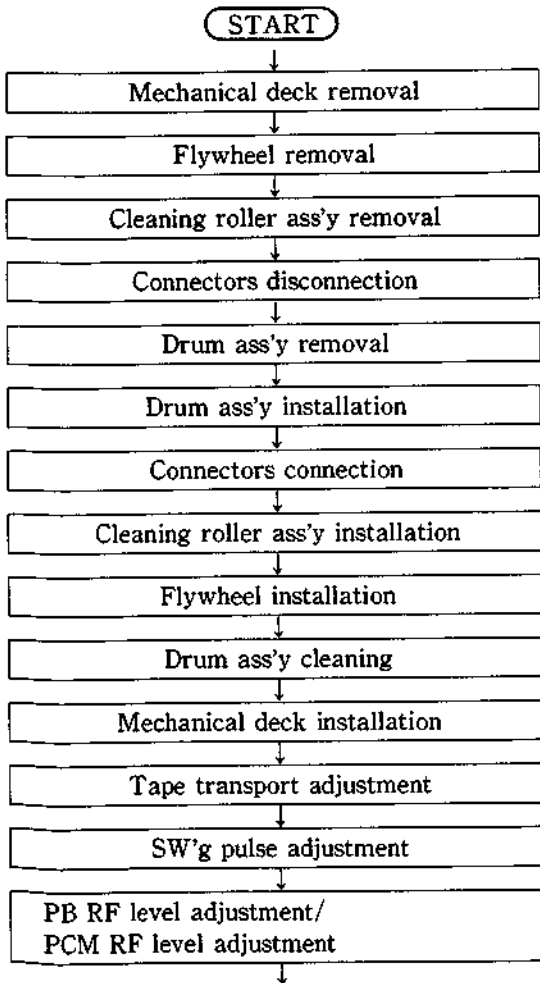 START
Mechanical deck removal
Flywheel removal
Cleaning roller ass'y removal
Connectors disconnection
Drum ass'y removal
Drum ass'y installation
Connectors connection
Cleaning roller ass'y installation
Flywheel installation
Drum ass'y cleaning
Mechanical deck installation
Tape transport adjustment
SW'g pulse adjustment
PB RF level adjustment/
PCM RF level adjustment